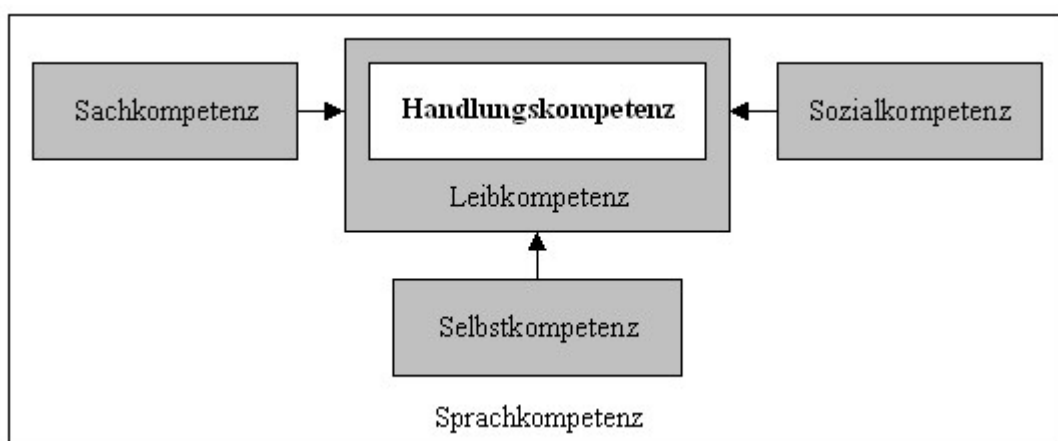 Sachkompetenz
Handlungskompetenz
Sozialkompetenz
Leibkompetenz
Selbstkompetenz
Sprachkompetenz